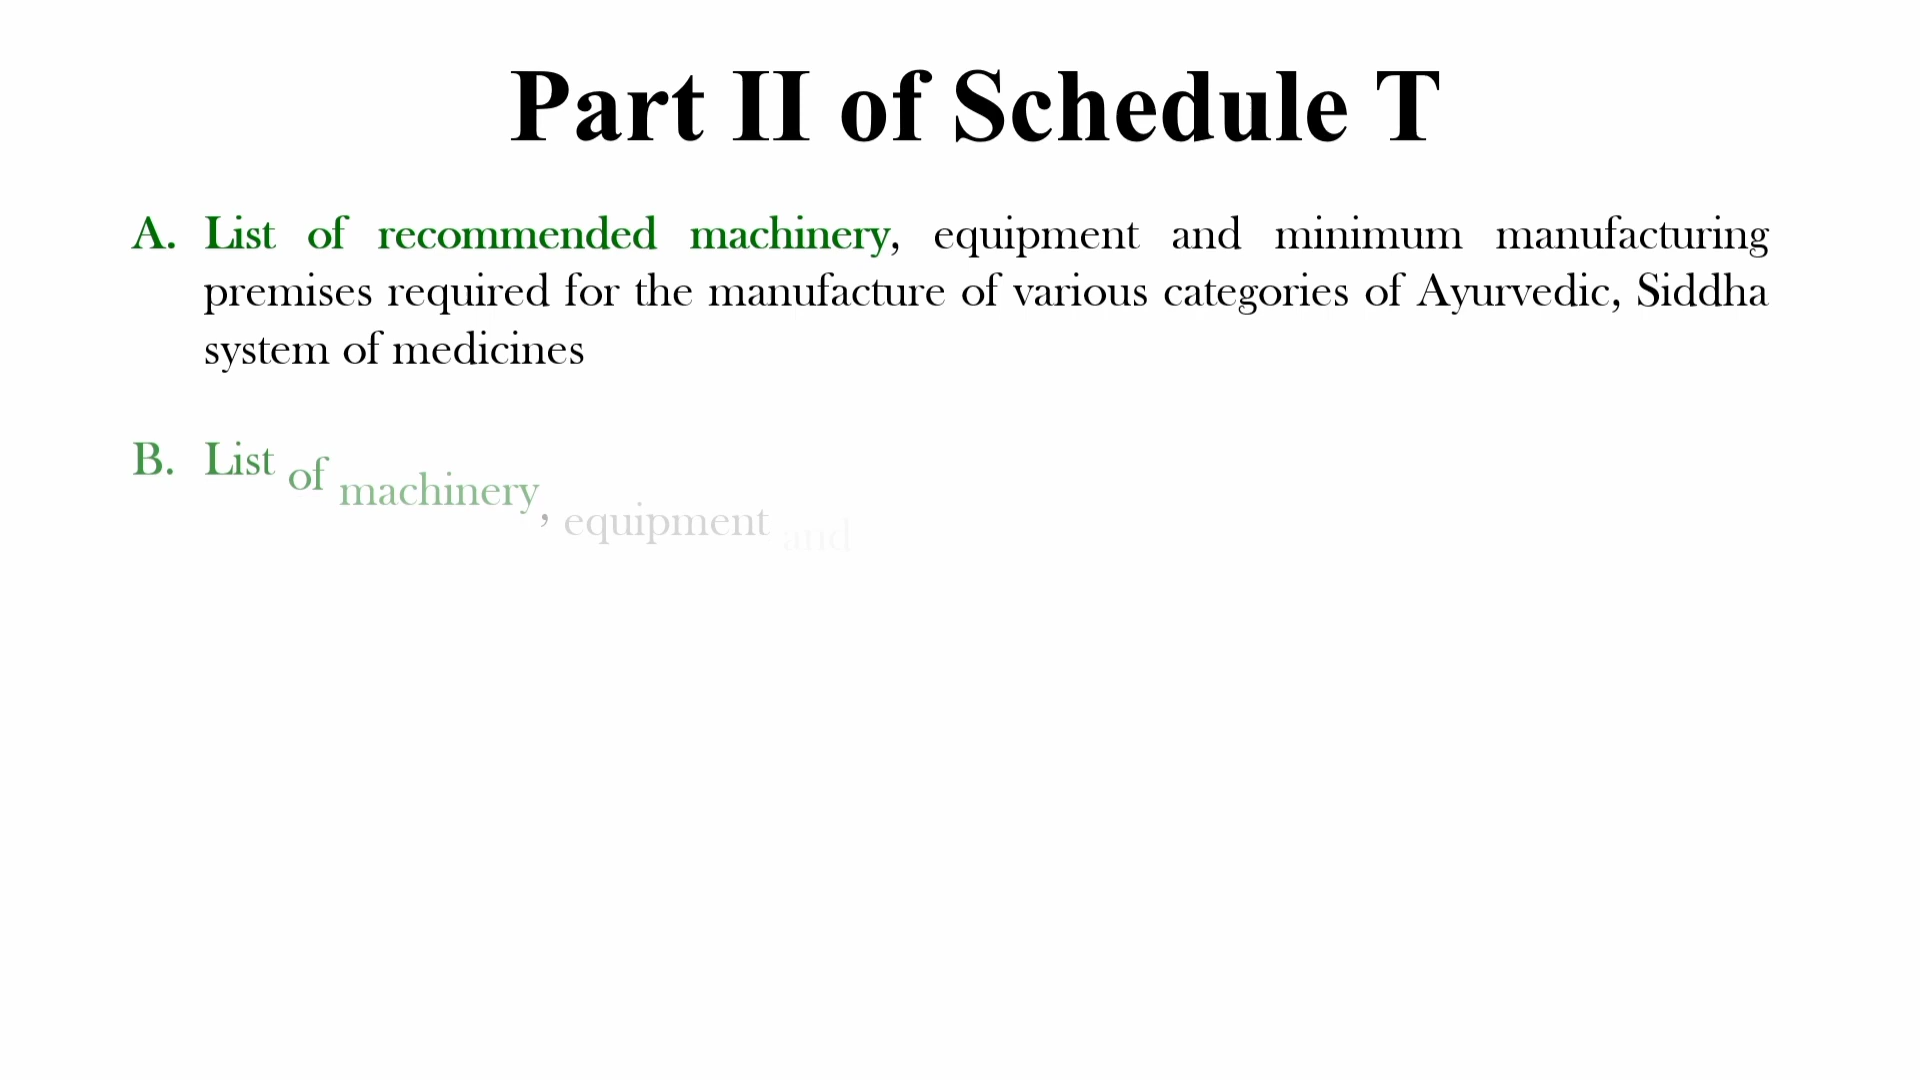 Part II of Schedule T
A. List of recommended machinery, equipment and minimum manufacturing
premises required for the manufacture of various categories of Ayurvedic, Siddha
system of medicines
B. List of machinery, equipment and